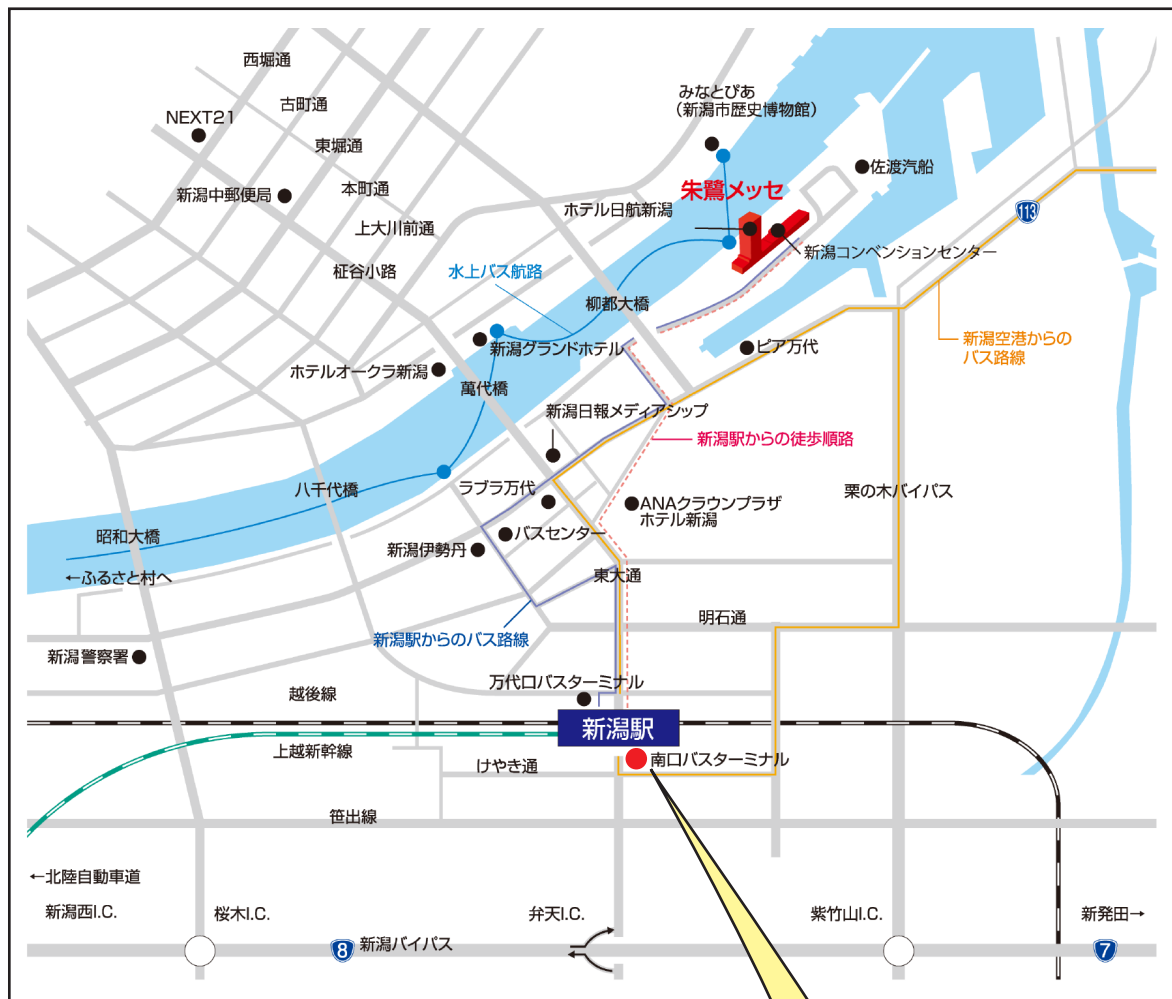 西堀通
みなとぴあ
(新潟市歴史博物館)
古町通
NEXT21
東堀通
佐渡汽船
本町通
朱鷺メッセ
新潟中郵便局
ホテル日航新潟
113
上大川前通
新潟コンベンションセンター
柾谷小路
水上バス航路
柳都大橋
新潟空港からの
バス路線
新潟グランドホテル
ピア万代
ホテルオークラ新潟
萬代橋
新潟日報メディアシップ
新潟駅からの徒歩順路
八千代橋
ラブラ万代
栗の木バイパス
ANAクラウンプラザ
ホテル新潟
昭和大橋
バスセンター
新潟伊勢丹
←ふるさと村へ
東大通
明石通
新潟駅からのバス路線
新潟警察署
万代口バスターミナル
越後線
新潟駅
上越新幹線
南口バスターミナル
けやき通
笹出線
←北陸自動車道
新潟西I.C.
桜木I.C.
弁天I.C.
紫竹山I.C.
新発田→
8
新潟バイパス
7